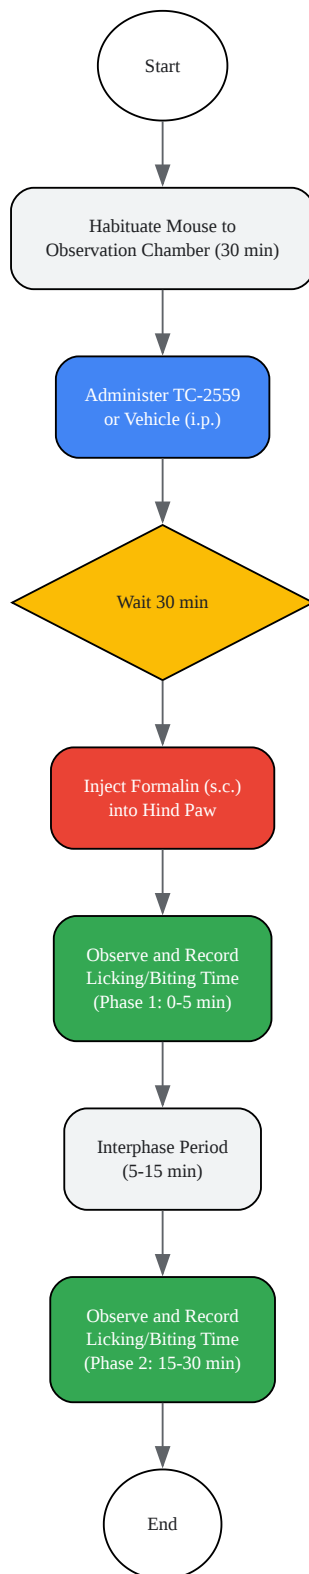 Start
Habituate Mouse to
Observation Chamber (30 min)
Administer TC-2559
or Vehicle (i.p.)
Wait 30 min
Inject Formalin (s.c.)
into Hind Paw
Observe and Record
Licking/Biting Time
(Phase 1: 0-5 min)
Interphase Period
(5-15 min)
Observe and Record
Licking/Biting Time
(Phase 2: 15-30 min)
End